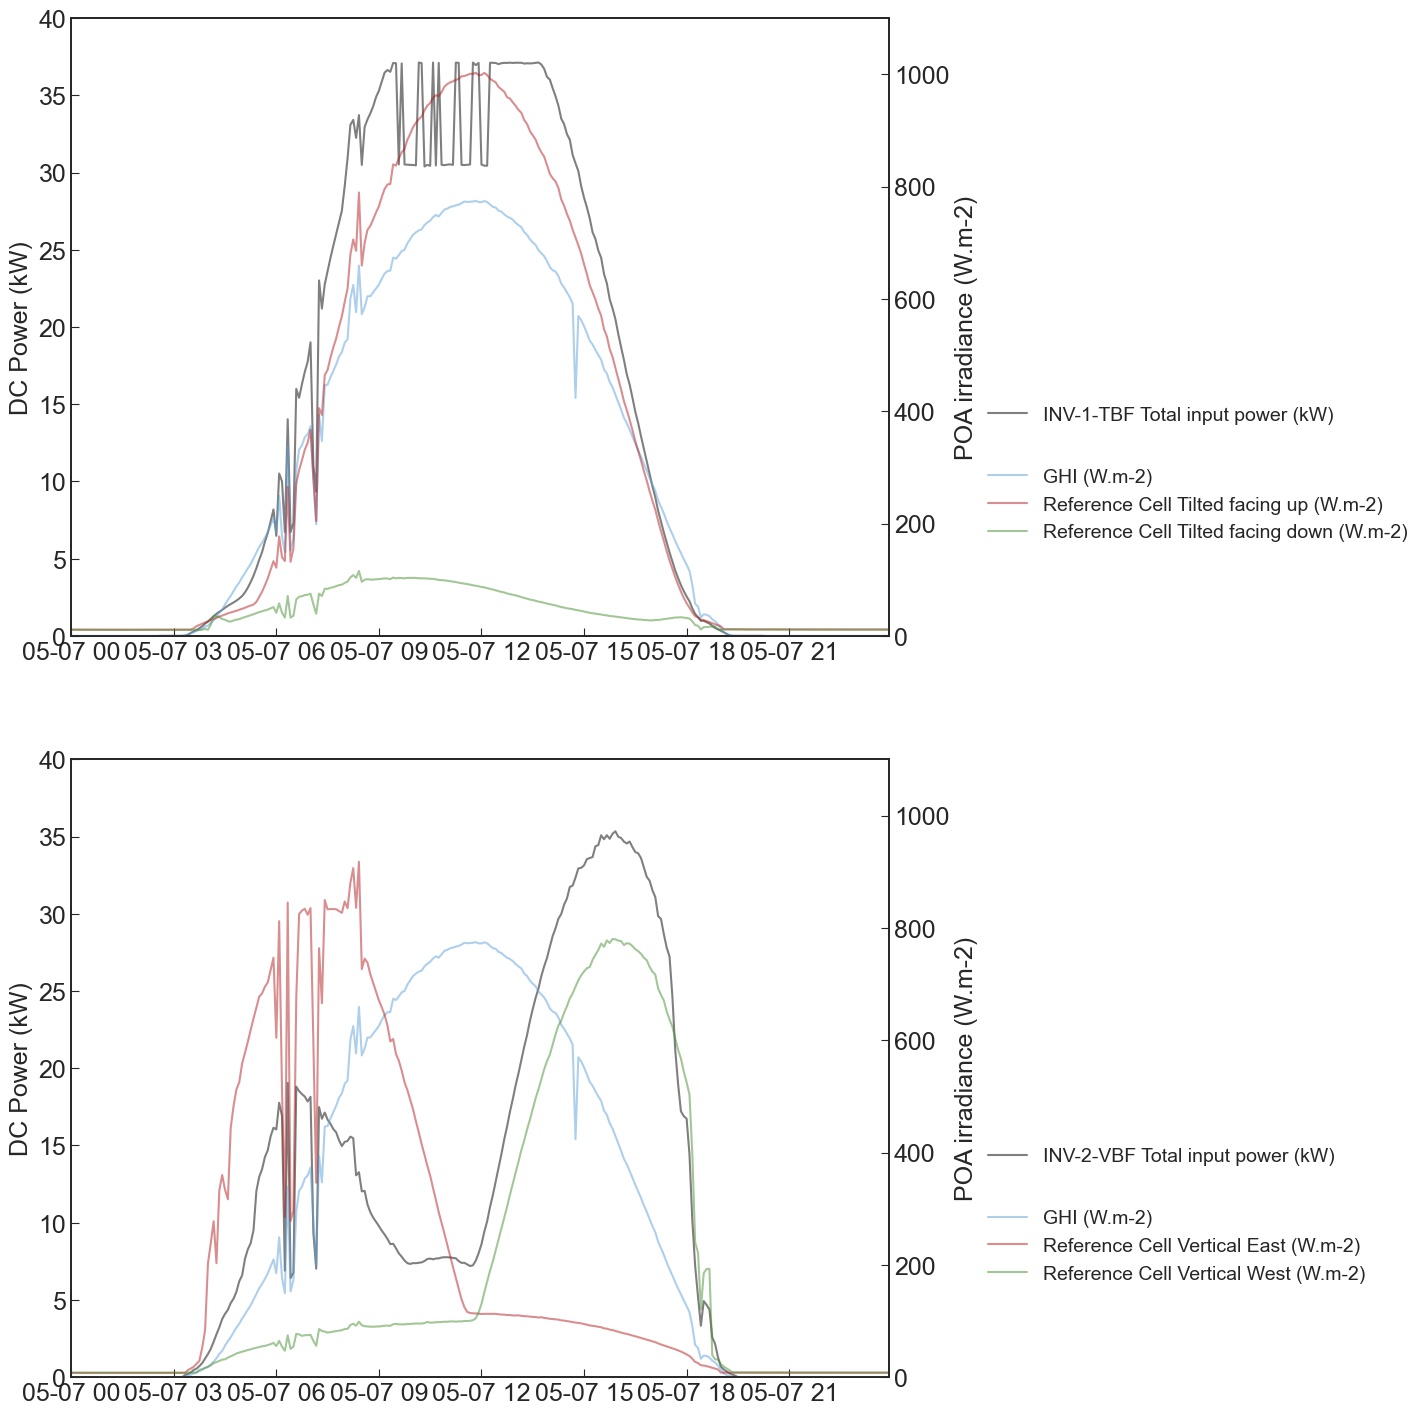 40
35
30
25
20
15
10
5
0
DC Power (kW)
1000
800
600
400
200
0
POA irradiance (W.m-2)
05-07 00 05-07 03 05-07 06 05-07 09 05-07 12 05-07 15 05-07 18 05-07 21
INV-1-TBF Total input power (kW)
GHI (W.m-2)
Reference Cell Tilted facing up (W.m-2)
Reference Cell Tilted facing down (W.m-2)
40
35
30
25
20
15
10
5
0
DC Power (kW)
1000
800
600
400
200
0
POA irradiance (W.m-2)
05-07 00 05-07 03 05-07 06 05-07 09 05-07 12 05-07 15 05-07 18 05-07 21
INV-2-VBF Total input power (kW)
GHI (W.m-2)
Reference Cell Vertical East (W.m-2)
Reference Cell Vertical West (W.m-2)